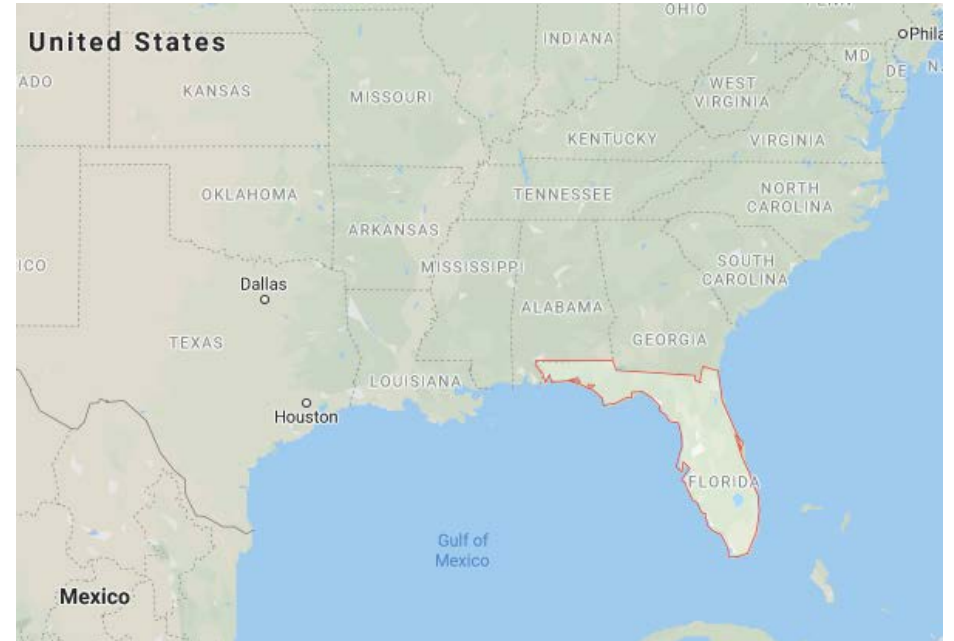 OHIO
United States
INDIANA
Phila
MD
DE
N.
ADO
KANSAS
MISSOURI
WEST
VIRGINIA
KENTUCKY
VIRGINIA
OKLAHOMA
TENNESSEE
NORTH
CAROLINA
ARKANSAS
ICO
MISSISSIPPI
SOUTH
CAROLINA
Dallas
ALABAMA
TEXAS
GEORGIA
LOUISIANA
Houston
FLORIDA
Gulf of
Mexico
Mexico